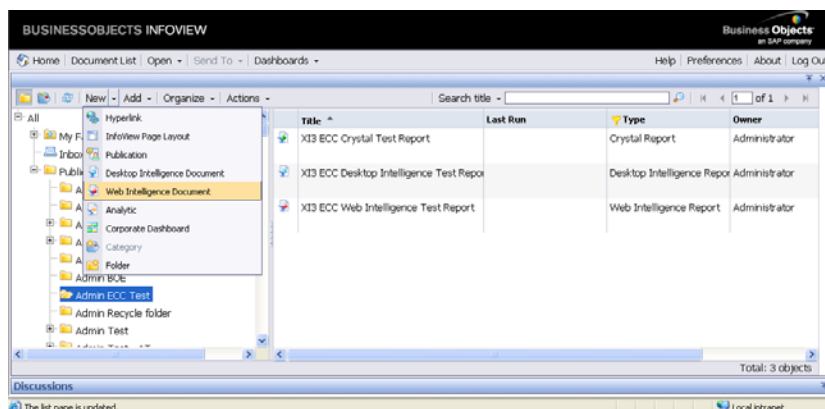 BUSINESSOBJECTS INFOVIEW
Business Objects
an SAP company
Home Document List Open Send To Dashboards Help Preferences About Log Ou
New Add Organize Actions Search title 1 of 1
All
My F
Inbo
Publi
A
A
A
A
A
Admin BOE
Admin ECC Test
Admin Recycle folder
Admin Test
Hyperlink
InfoView Page Layout
Publication
Desktop Intelligence Document
Web Intelligence Document
Analytic
Corporate Dashboard
Category
Folder
Title Last Run Type Owner
XI3 ECC Crystal Test Report Crystal Report Administrator
XI3 ECC Desktop Intelligence Test Repor Desktop Intelligence Repor Administrator
XI3 ECC Web Intelligence Test Report Web Intelligence Report Administrator
Total: 3 objects
Discussions
The list pane is updated.
Local intranet